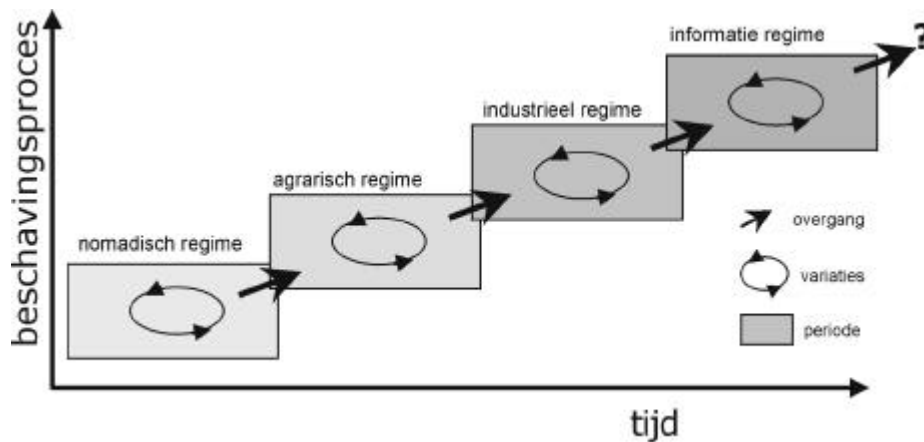 beschavingsproces
informatie regime
?
industrieel regime
agrarisch regime
nomadisch regime
overgang
variaties
periode
tijd